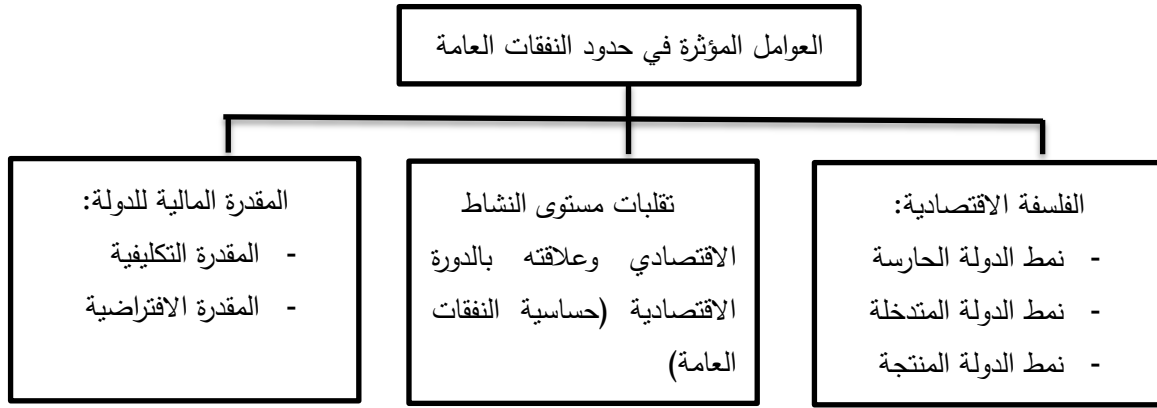 العوامل المؤثرة في حدود النفقات العامة
الفلسفة الاقتصادية:
- نمط الدولة الحارسة
- نمط الدولة المتدخلة
- نمط الدولة المنتجة
تقلبات مستوى النشاط
الاقتصادي وعلاقته بالدورة
الاقتصادية (حساسية النفقات
العامة)
المقدرة المالية للدولة:
- المقدرة التكليفية
- المقدرة الافتراضية